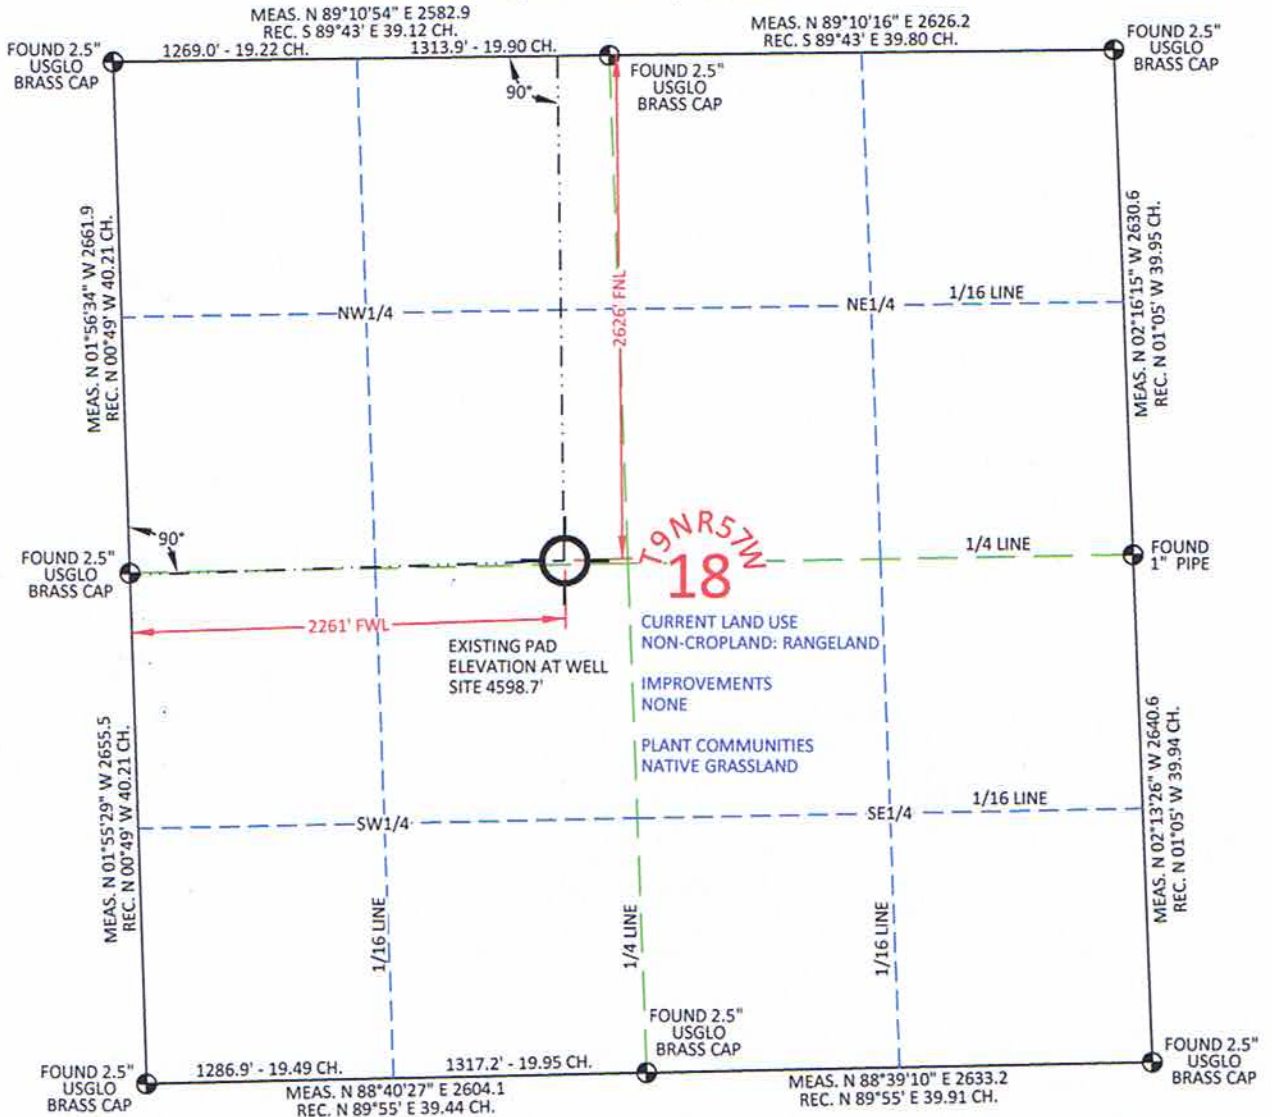 MEAS. N 89°10'54" E 2582.9
REC. S 89°43' E 39.12 CH.
1269.0' - 19.22 CH.
1313.9' - 19.90 CH.
MEAS. N 89°10'16" E 2626.2
REC. S 89°43' E 39.80 CH.
FOUND 2.5"
USGLO
BRASS CAP
FOUND 2.5"
USGLO
BRASS CAP
FOUND 2.5"
USGLO
BRASS CAP
90°
MEAS. N 01°56'34" W 2661.9
REC. N 00°49' W 40.21 CH.
2626' FNL
MEAS. N 02°16'15" W 2630.6
REC. N 01°05' W 39.95 CH.
NW1/4
NE1/4
1/16 LINE
90°
FOUND 2.5"
USGLO
BRASS CAP
T9NR57W
18
1/4 LINE
FOUND
1" PIPE
2261' FWL
EXISTING PAD
ELEVATION AT WELL
SITE 4598.7'
CURRENT LAND USE
NON-CROPLAND: RANGELAND
IMPROVEMENTS
NONE
PLANT COMMUNITIES
NATIVE GRASSLAND
MEAS. N 01°55'29" W 2655.5
REC. N 00°49' W 40.21 CH.
MEAS. N 02°13'26" W 2640.6
REC. N 01°05' W 39.94 CH.
SW1/4
SE1/4
1/16 LINE
1/16 LINE
1/4 LINE
1/16 LINE
FOUND 2.5"
USGLO
BRASS CAP
FOUND 2.5"
USGLO
BRASS CAP
FOUND 2.5"
USGLO
BRASS CAP
1286.9' - 19.49 CH.
1317.2' - 19.95 CH.
MEAS. N 88°40'27" E 2604.1
REC. N 89°55' E 39.44 CH.
MEAS. N 88°39'10" E 2633.2
REC. N 89°55' E 39.91 CH.